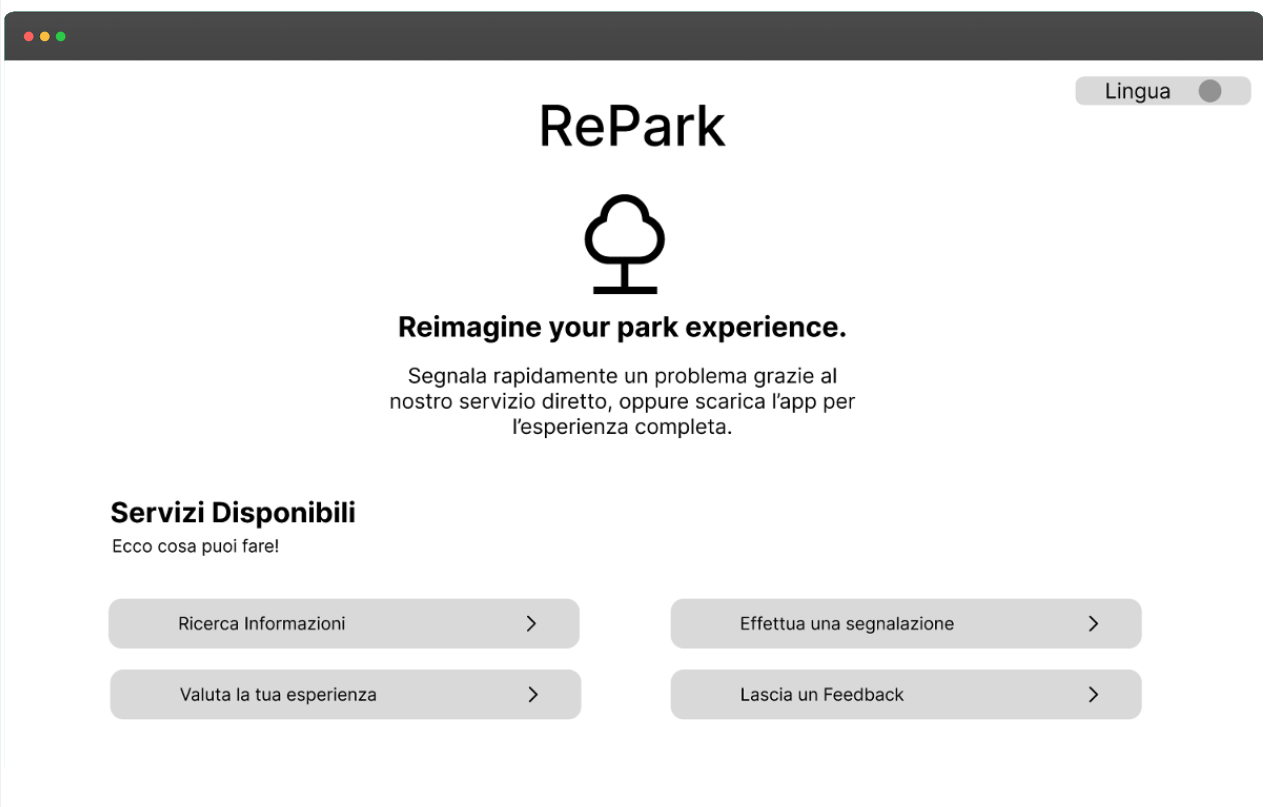 Lingua
RePark
Reimagine your park experience.
Segnala rapidamente un problema grazie al
nostro servizio diretto, oppure scarica l’app per
l’esperienza completa.
Servizi Disponibili
Ecco cosa puoi fare!
Ricerca Informazioni
Effettua una segnalazione
Valuta la tua esperienza
Lascia un Feedback